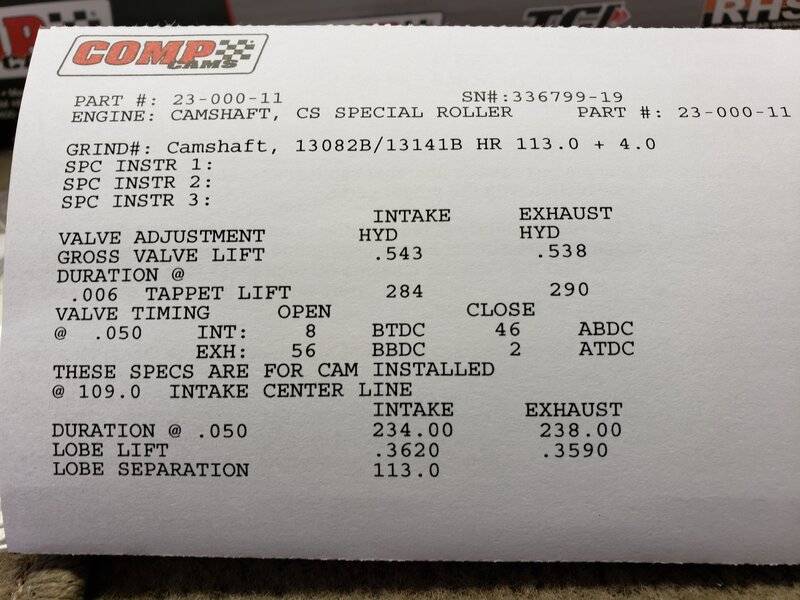 TCI
RHS
COMP
CAMS
PART #: 23-000-11 SN#:336799-19
ENGINE: CAMSHAFT, CS SPECIAL ROLLER PART #: 23-000-11
GRIND#: Camshaft, 13082B/13141B HR 113.0 + 4.0
SPC INSTR 1:
SPC INSTR 2:
SPC INSTR 3:
INTAKE EXHAUST
VALVE ADJUSTMENT HYD HYD
GROSS VALVE LIFT .543 .538
DURATION @
.006 TAPPET LIFT 284 290
VALVE TIMING OPEN CLOSE
@ .050 INT: 8 BTDC 46 ABDC
EXH: 56 BBDC 2 ATDC
THESE SPECS ARE FOR CAM INSTALLED
@ 109.0 INTAKE CENTER LINE
INTAKE EXHAUST
DURATION @ .050 234.00 238.00
LOBE LIFT .3620 .3590
LOBE SEPARATION 113.0